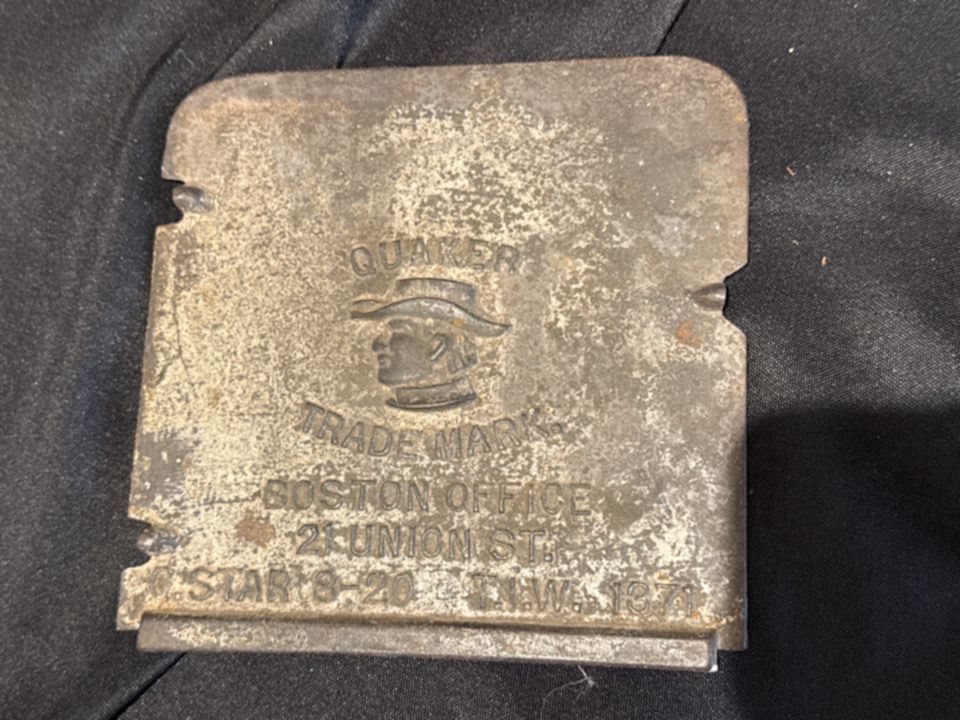 QUAKER
TRADE MARK.
BOSTON OFFICE
21 UNION ST.
Q. STAR 8-20 T.I.W. 1371